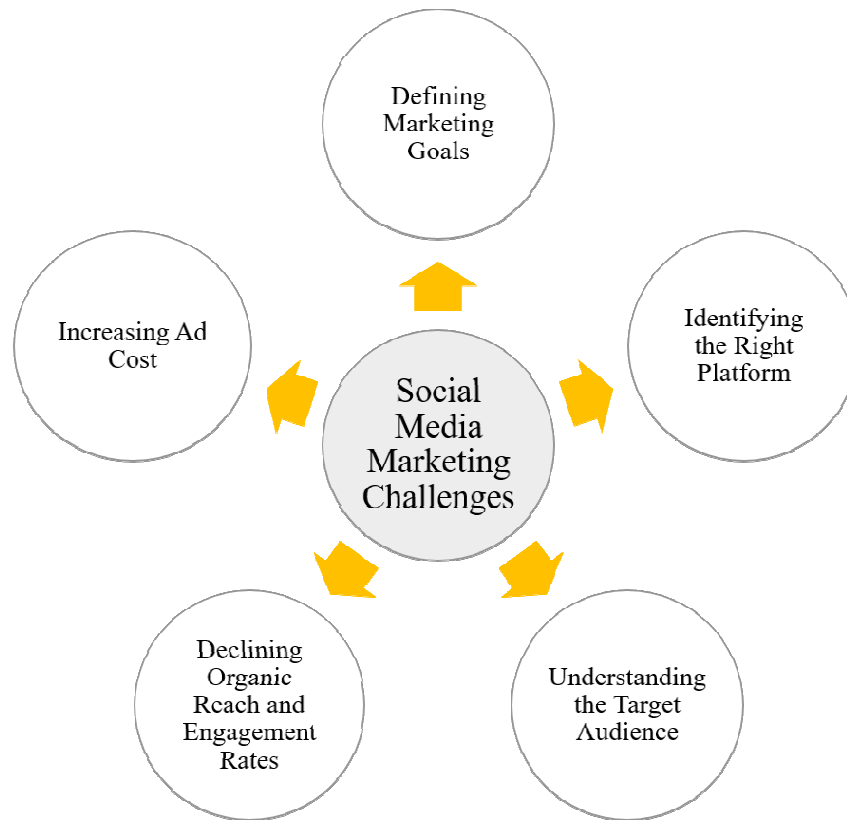 Defining
Marketing
Goals
Increasing Ad
Cost
Identifying
the Right
Platform
Social
Media
Marketing
Challenges
Declining
Organic
Reach and
Engagement
Rates
Understanding
the Target
Audience